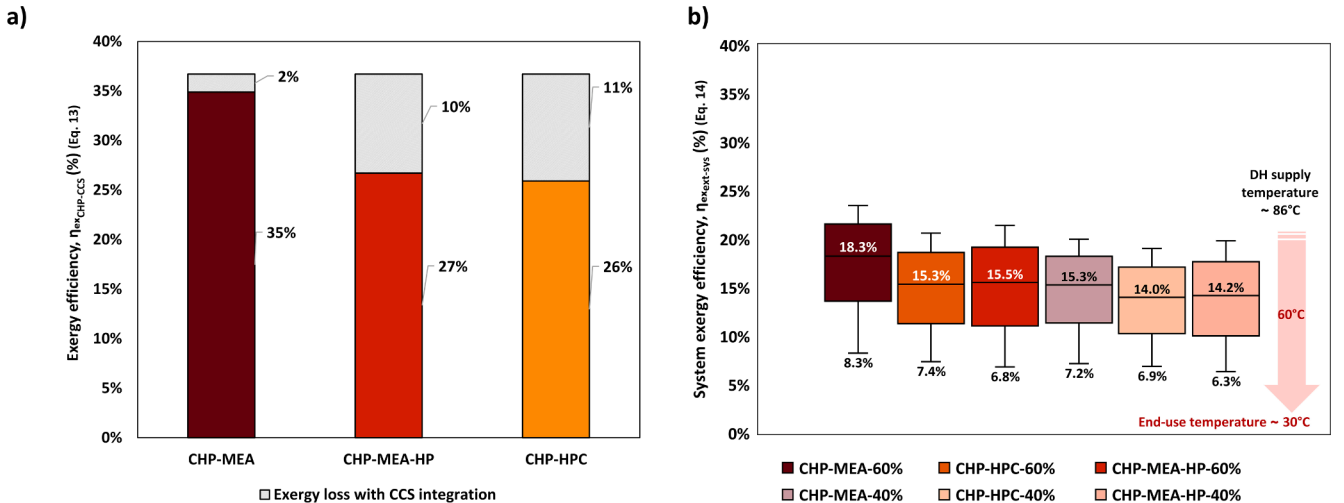 a)
Exergy efficiency, ηexCHP-CCS (%) (Eq. 13)
40%
35%
30%
25%
20%
15%
10%
5%
0%
2%
35%
10%
27%
11%
26%
CHP-MEA
CHP-MEA-HP
CHP-HPC
Exergy loss with CCS integration
b)
System exergy efficiency, ηexext-sys (%) (Eq. 14)
40%
35%
30%
25%
20%
15%
10%
5%
0%
18.3%
15.3%
15.5%
15.3%
14.0%
14.2%
8.3%
7.4%
6.8%
7.2%
6.9%
6.3%
DH supply
temperature
~ 86°C
60°C
End-use temperature ~ 30°C
CHP-MEA-60%
CHP-HPC-60%
CHP-MEA-HP-60%
CHP-MEA-40%
CHP-HPC-40%
CHP-MEA-HP-40%